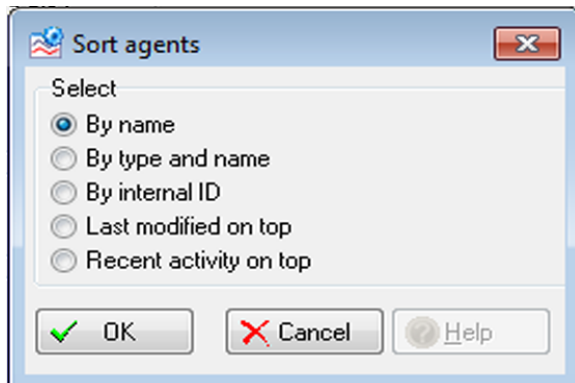 Sort agents
Select
By name
By type and name
By internal ID
Last modified on top
Recent activity on top
OK Cancel Help